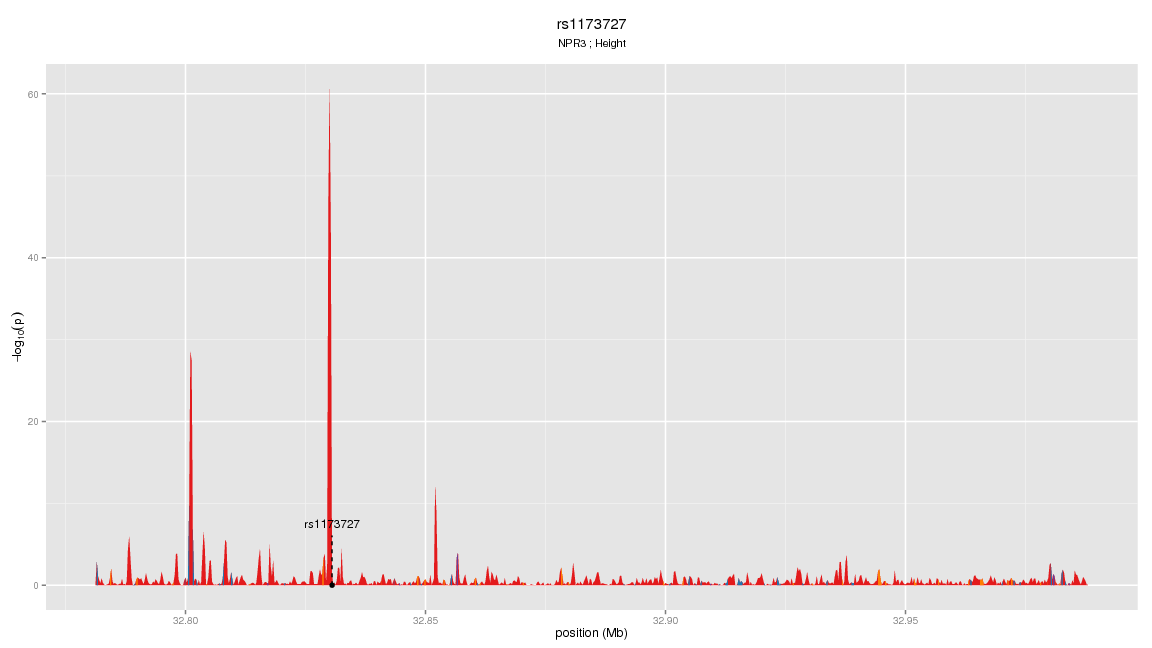 rs1173727
NPR3 ; Height
60
40
20
0
−log10(p)
rs1173727
32.80
32.85
32.90
32.95
position (Mb)